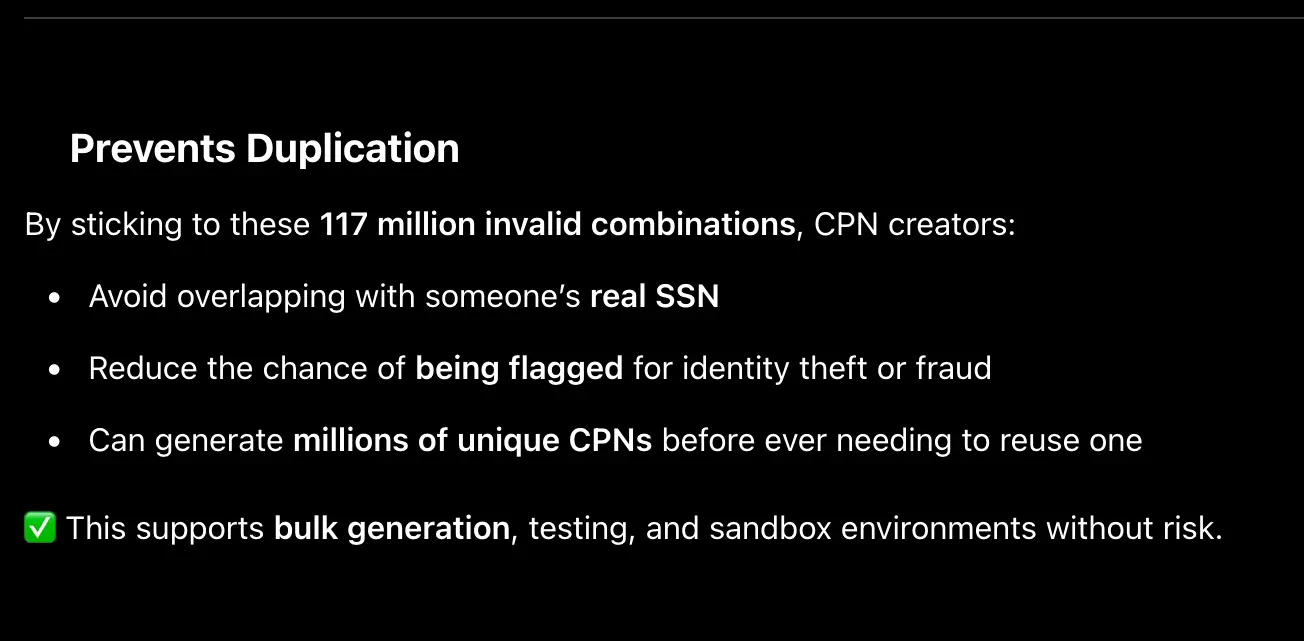 Prevents Duplication
By sticking to these 117 million invalid combinations, CPN creators:
• Avoid overlapping with someone’s real SSN
• Reduce the chance of being flagged for identity theft or fraud
• Can generate millions of unique CPNs before ever needing to reuse one
✅ This supports bulk generation, testing, and sandbox environments without risk.